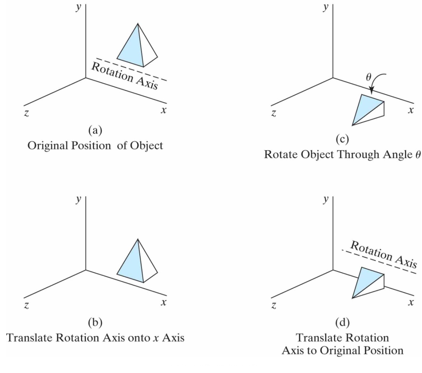 y
Rotation Axis
z
x
(a)
Original Position of Object
y
θ
z
x
(c)
Rotate Object Through Angle θ
y
z
x
(b)
Translate Rotation Axis onto x Axis
y
Rotation Axis
z
x
(d)
Translate Rotation
Axis to Original Position